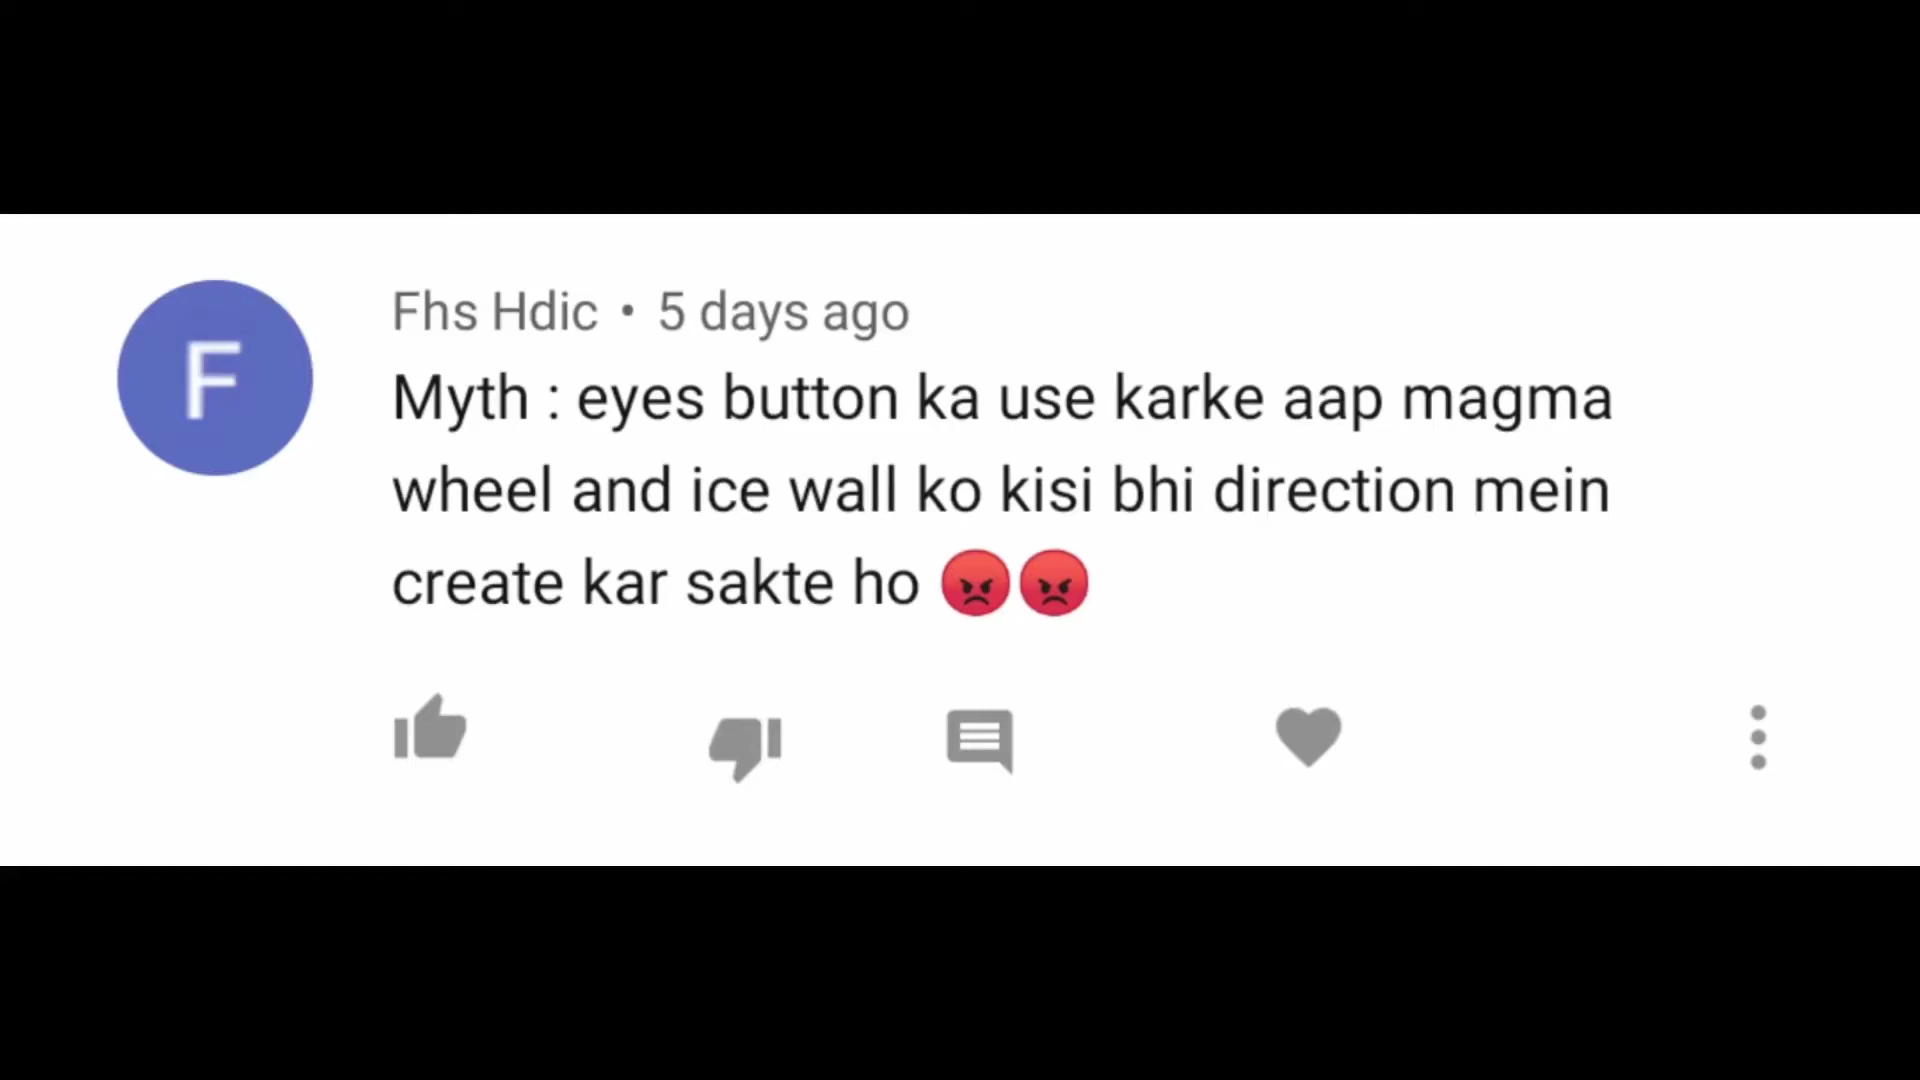 F
Fhs Hdic • 5 days ago
Myth : eyes button ka use karke aap magma
wheel and ice wall ko kisi bhi direction mein
create kar sakte ho 😡😡